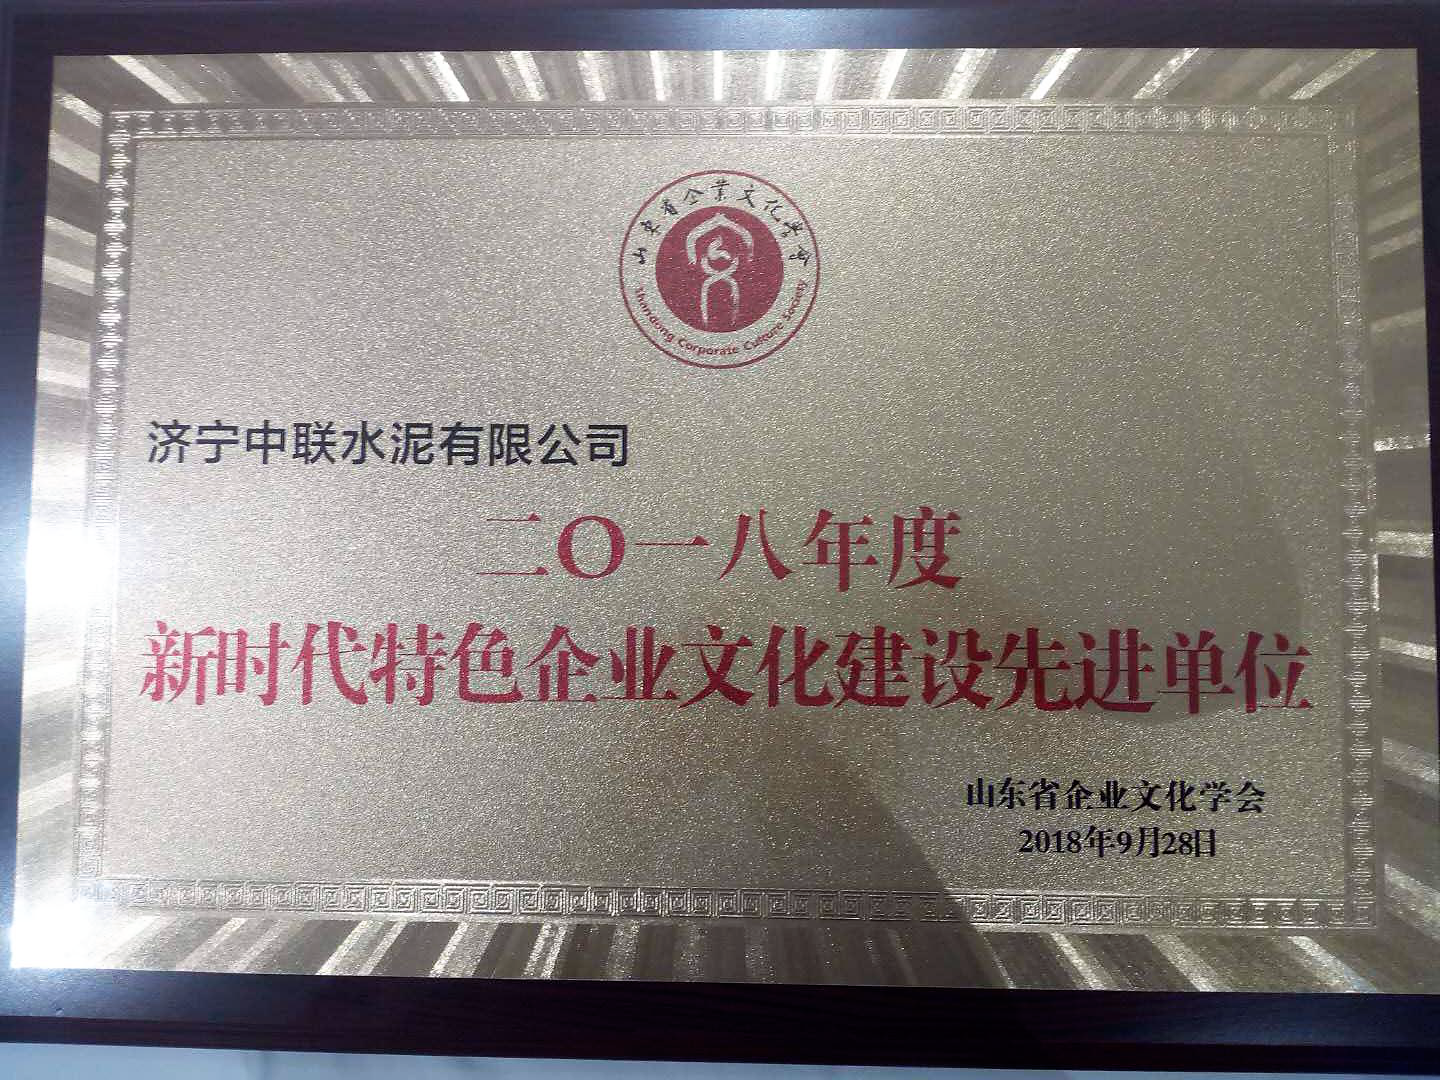 山东省企業文化学会
Shandong Corporate Culture Society
济宁中联水泥有限公司
二〇一八年度
新时代特色企业文化建设先进单位
山东省企业文化学会
2018年9月28日